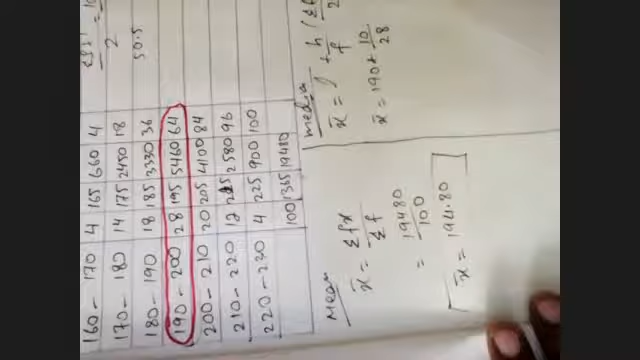 160 - 170 4 165 660 4
170 - 180 14 175 2450 18
180 - 190 18 185 3330 36
190 - 200 28 195 5460 64
200 - 210 20 205 4100 84
210 - 220 12 215 2580 96
220 - 230 4 225 900 100
100 1365 19480
2
50.5
Mean
x̄ = Σfx
Σf
= 19480
100
x̄ = 194.80
median
x̄ = l + h
f
2
x̄ = 190 + 10
28